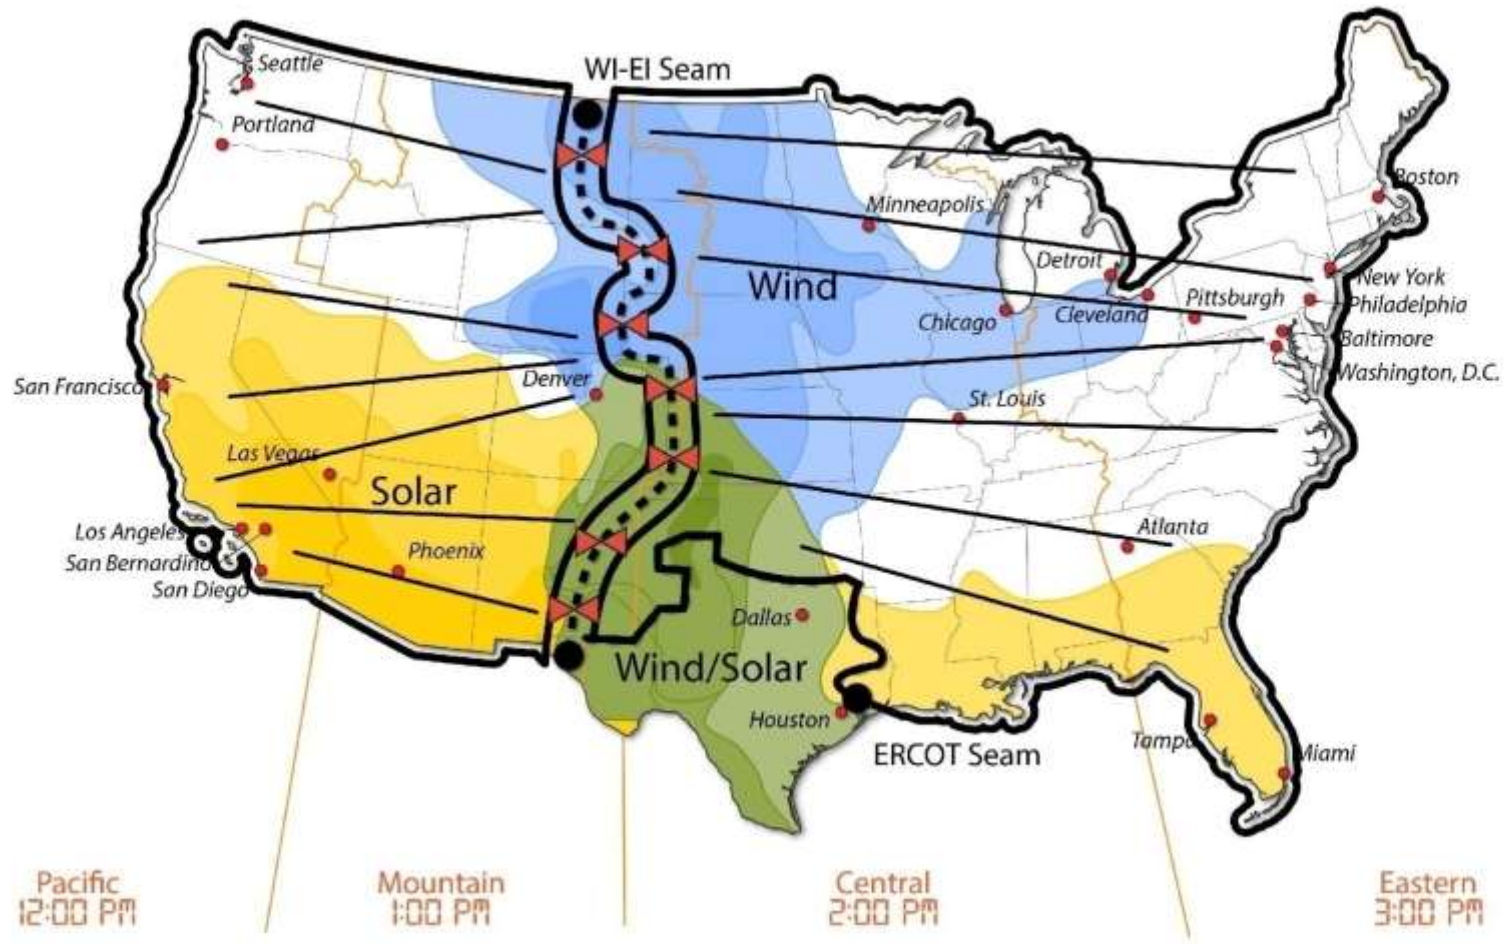 WI-EI Seam
Seattle
Portland
Boston
Minneapolis
Detroit
New York
Wind
Pittsburgh
Philadelphia
Cleveland
Chicago
Baltimore
Washington, D.C.
San Francisco
Denver
St. Louis
Las Vegas
Solar
Atlanta
Los Angeles
Phoenix
San Bernardino
San Diego
Dallas
Wind/Solar
Houston
Tampa
ERCOT Seam
Miami
Pacific
12:00 PM
Mountain
1:00 PM
Central
2:00 PM
Eastern
3:00 PM